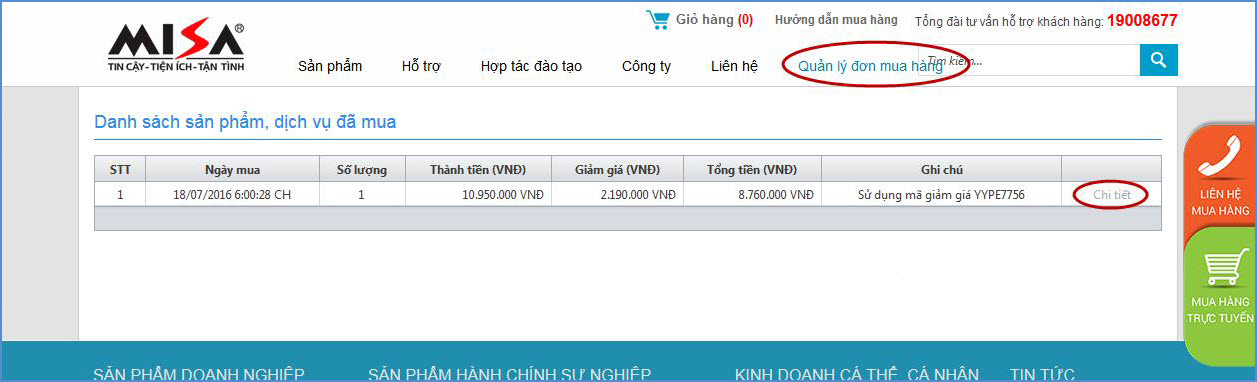 Giỏ hàng (0) Hướng dẫn mua hàng Tổng đài tư vấn hỗ trợ khách hàng: 19008677
MISA®
TIN CẬY-TIỆN ÍCH-TẬN TÌNH
Sản phẩm Hỗ trợ Hợp tác đào tạo Công ty Liên hệ Quản lý đơn mua hàng Tìm kiếm...
Danh sách sản phẩm, dịch vụ đã mua
STT Ngày mua Số lượng Thành tiền (VNĐ) Giảm giá (VNĐ) Tổng tiền (VNĐ) Ghi chú
1 18/07/2016 6:00:28 CH 1 10.950.000 VNĐ 2.190.000 VNĐ 8.760.000 VNĐ Sử dụng mã giảm giá YYPE7756 Chi tiết
LIÊN HỆ
MUA HÀNG
MUA HÀNG
TRỰC TUYẾN
SẢN PHẨM DOANH NGHIỆP SẢN PHẨM HÀNH CHÍNH SỰ NGHIỆP KINH DOANH CÁ THỂ, CÁ NHÂN TIN TỨC